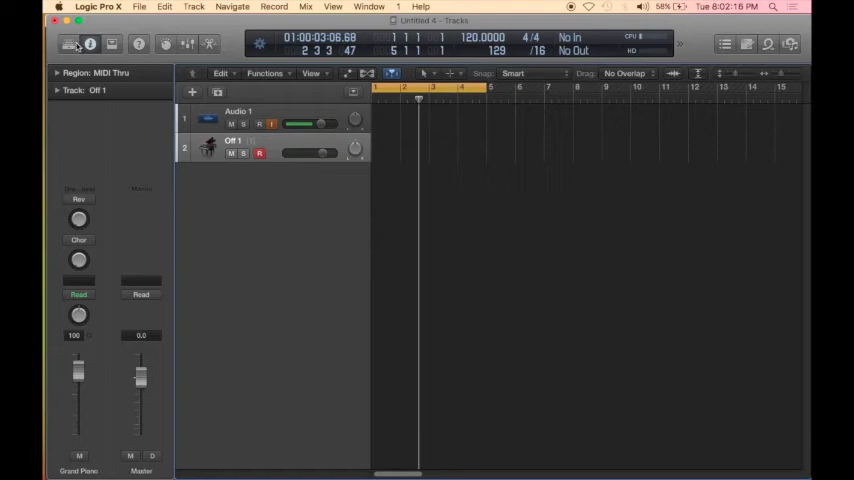 Logic Pro X File Edit Track Navigate Record Mix View Window 1 Help 58% Tue 8:02:16 PM
Untitled 4 - Tracks
01:00:03:06.68 1 1 1 120.0000 4/4 No In CPU
2 3 3 47 5 1 1 129 /16 No Out HD
Region: MIDI Thru
Edit Functions View Snap: Smart Drag: No Overlap
Track: Off 1
1 2 3 4 5 6 7 8 9 10 11 12 13 14 15
1 Audio 1
M S R I
2 Off 1
M S R
Rev
Chor
Read Read
100 0.0
M M D
Grand Piano Master